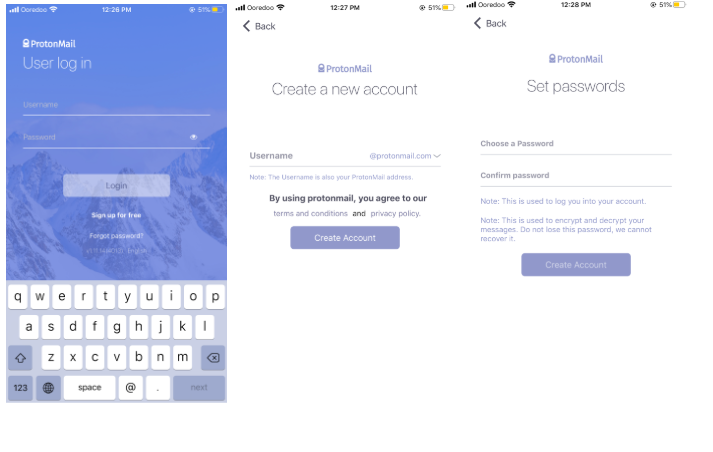 Ooredoo 12:26 PM 51%
ProtonMail
User log in
Username
Password
Login
Sign up for free
Forgot password?
English
q w e r t y u i o p
a s d f g h j k l
z x c v b n m
123 space @ . next
Ooredoo 12:27 PM 51%
Back
ProtonMail
Create a new account
Username @protonmail.com
Note: The Username is also your ProtonMail address.
By using protonmail, you agree to our
terms and conditions and privacy policy.
Create Account
Ooredoo 12:28 PM 51%
Back
ProtonMail
Set passwords
Choose a Password
Confirm password
Note: This is used to log you into your account.
Note: This is used to encrypt and decrypt your
messages. Do not lose this password, we cannot
recover it.
Create Account